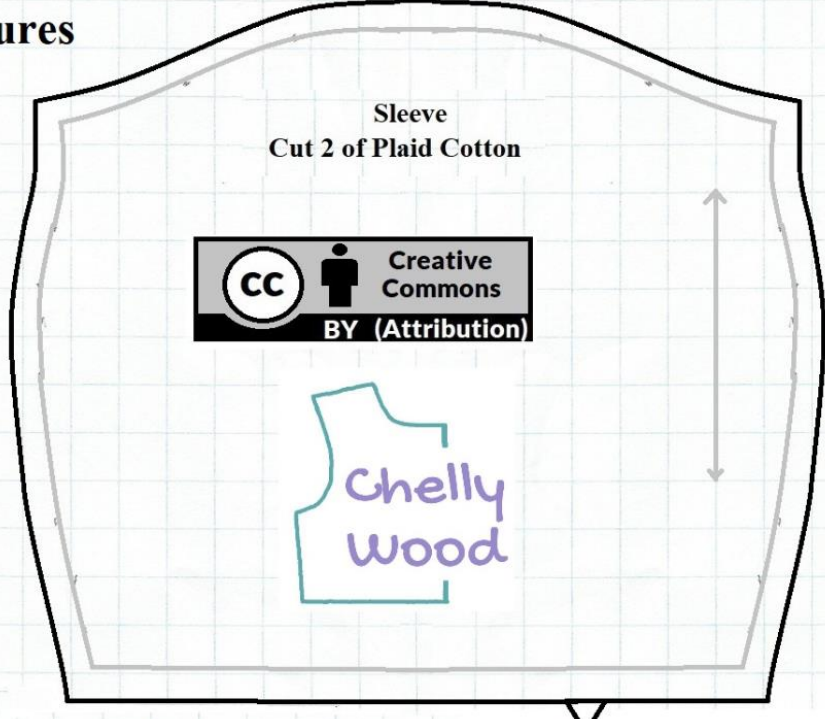 ures
Sleeve
Cut 2 of Plaid Cotton
CC
Creative
Commons
BY (Attribution)
Chelly
Wood